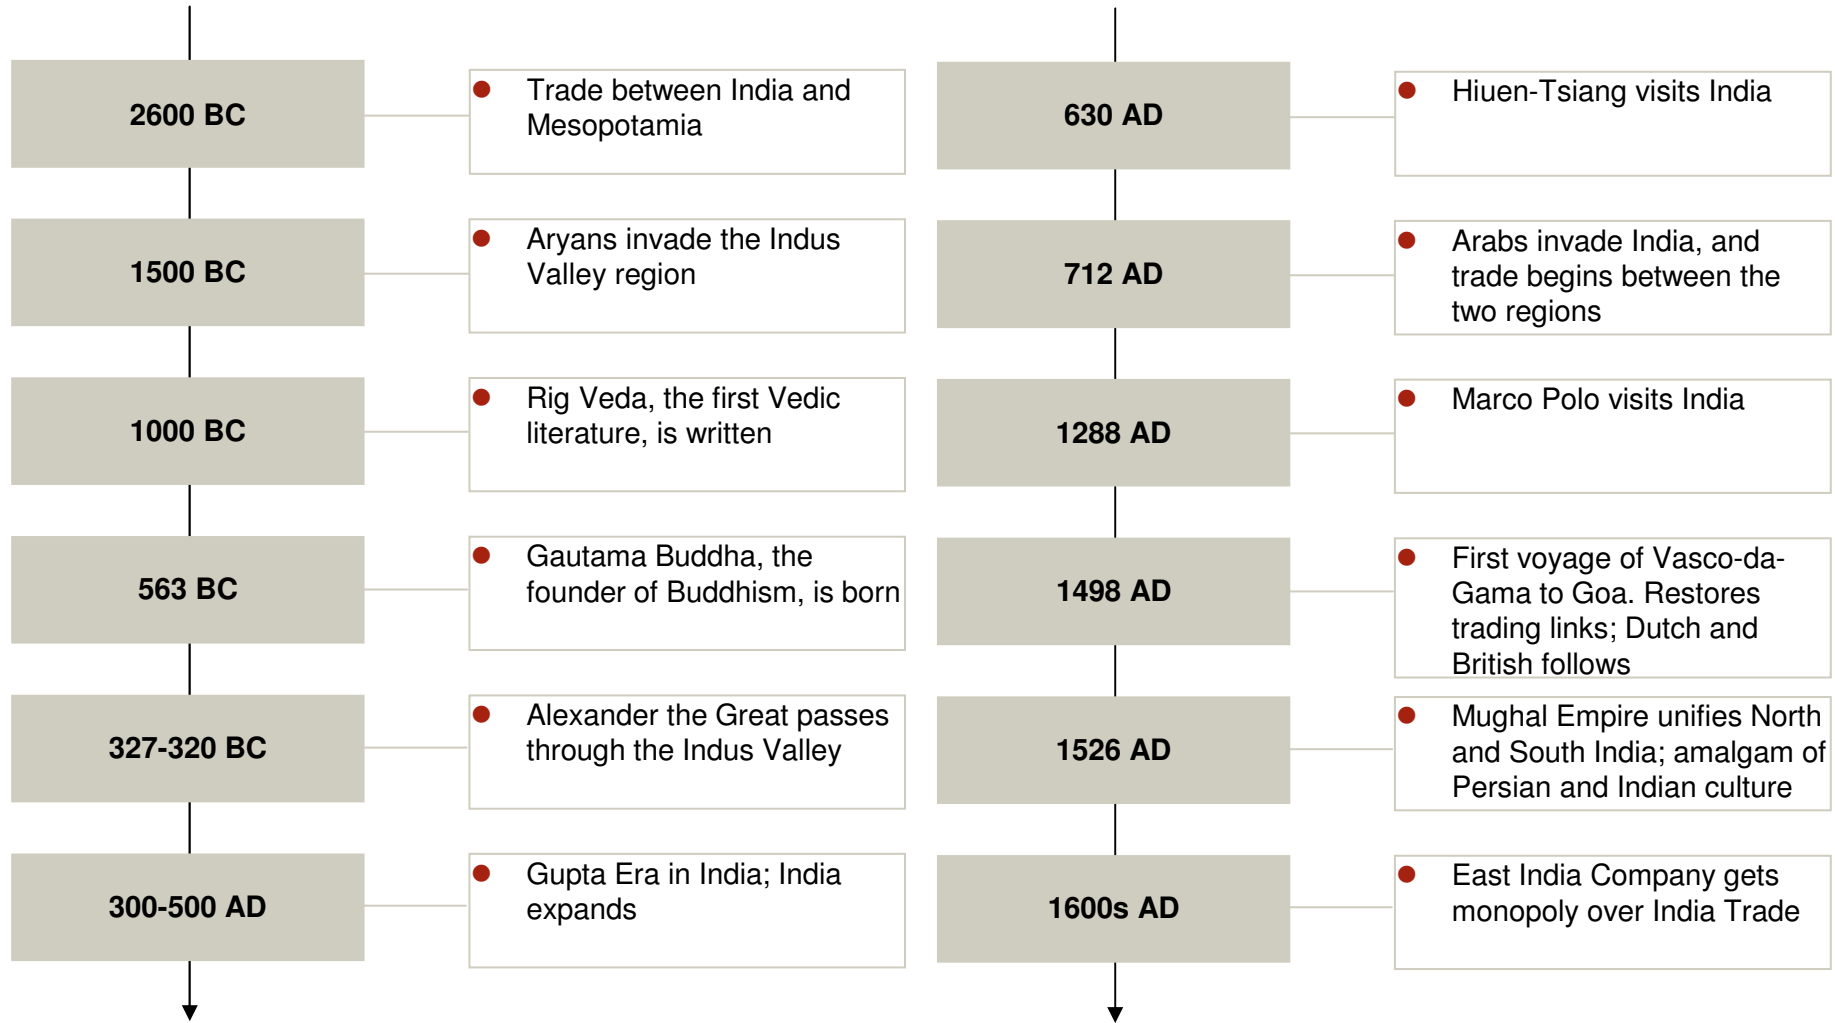 2600 BC
Trade between India and
Mesopotamia
1500 BC
Aryans invade the Indus
Valley region
1000 BC
Rig Veda, the first Vedic
literature, is written
563 BC
Gautama Buddha, the
founder of Buddhism, is born
327-320 BC
Alexander the Great passes
through the Indus Valley
300-500 AD
Gupta Era in India; India
expands
630 AD
Hiuen-Tsiang visits India
712 AD
Arabs invade India, and
trade begins between the
two regions
1288 AD
Marco Polo visits India
1498 AD
First voyage of Vasco-da-
Gama to Goa. Restores
trading links; Dutch and
British follows
1526 AD
Mughal Empire unifies North
and South India; amalgam of
Persian and Indian culture
1600s AD
East India Company gets
monopoly over India Trade